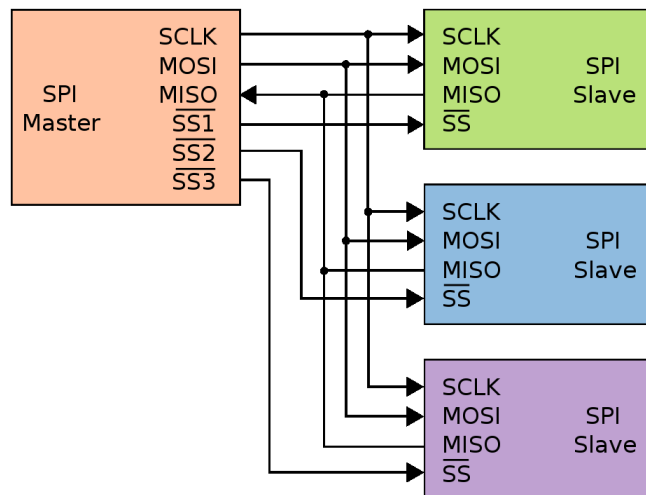 SPI
Master
SCLK
MOSI
MISO
SS1
SS2
SS3
SCLK
MOSI
MISO
SS
SPI
Slave
SCLK
MOSI
MISO
SS
SPI
Slave
SCLK
MOSI
MISO
SS
SPI
Slave